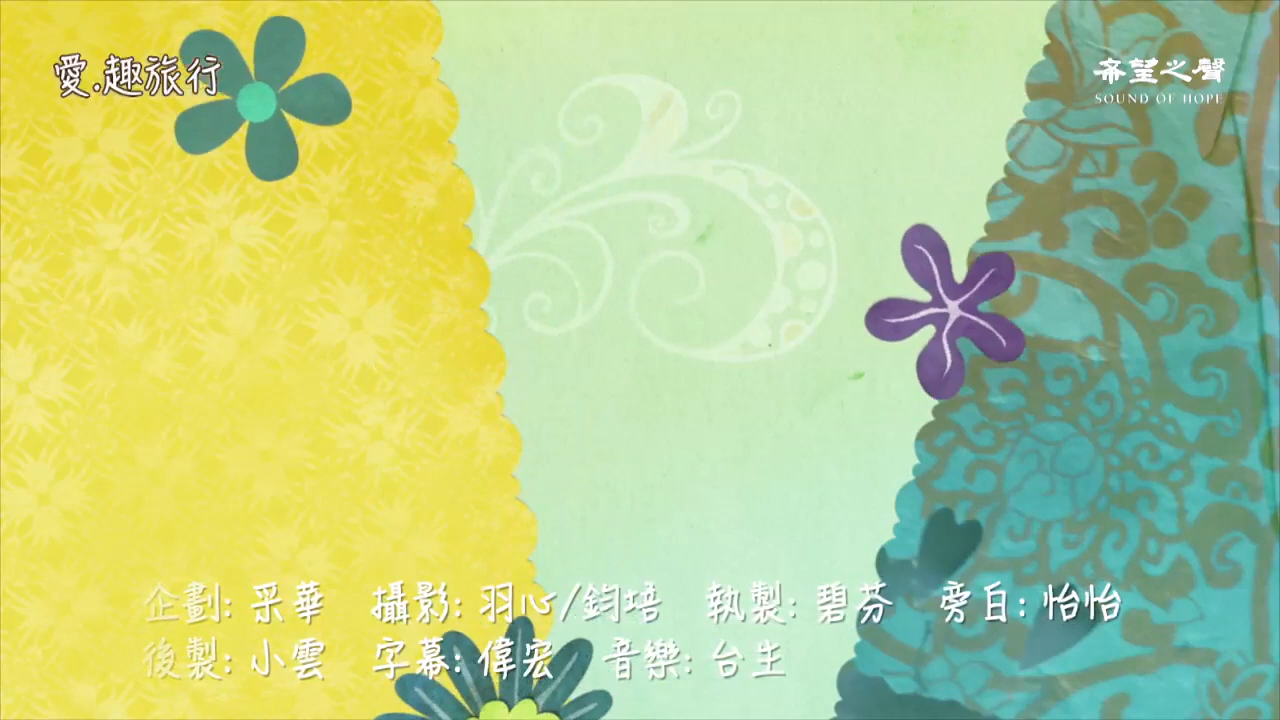 愛.趣旅行
希望之聲
SOUND OF HOPE
企劃: 采華 攝影: 羽心/鈞培 執製: 碧芬 旁白: 怡怡
後製: 小雲 字幕: 偉宏 音樂: 台生